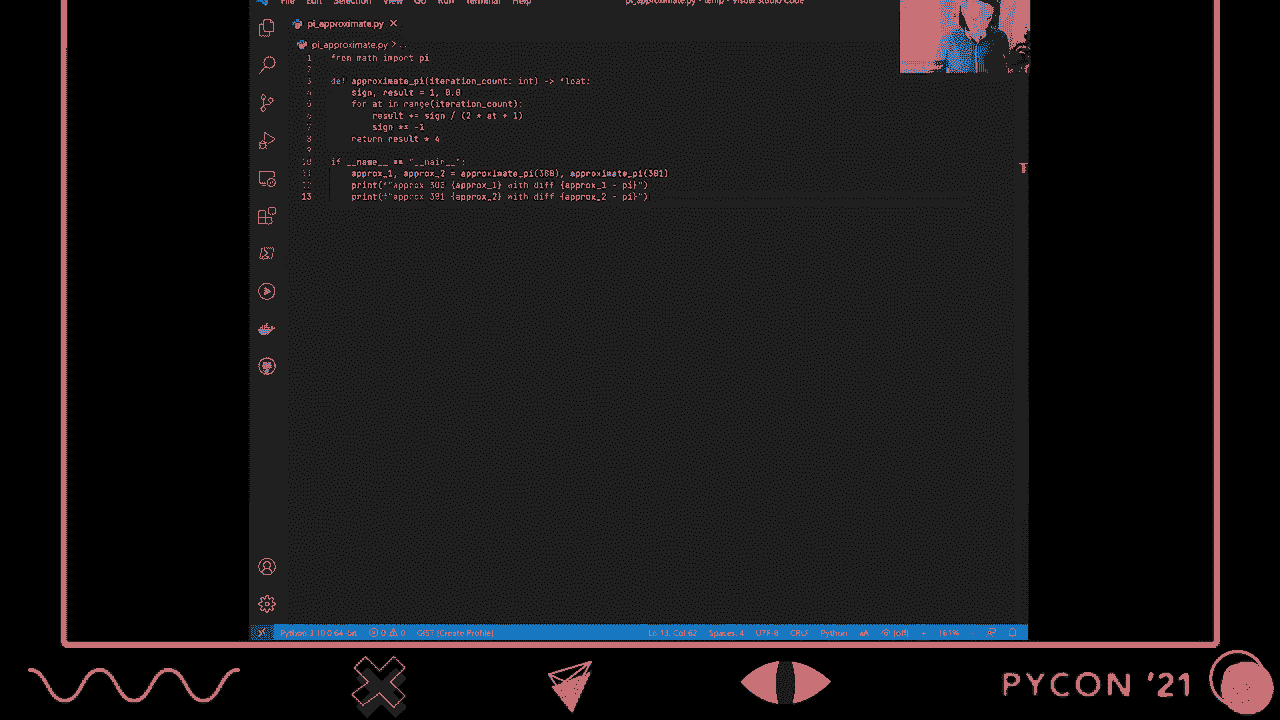 File Edit Selection View Go Run Terminal Help pi_approximate.py - temp - Visual Studio Code
pi_approximate.py
pi_approximate.py > ..
1 from math import pi
2
3 def approximate_pi(iteration_count: int) -> float:
4 sign, result = 1, 0.0
5 for at in range(iteration_count):
6 result += sign / (2 * at + 1)
7 sign *= -1
8 return result * 4
9
10 if __name__ == "__main__":
11 approx_1, approx_2 = approximate_pi(300), approximate_pi(301)
12 print(f"approx 300 {approx_1} with diff {approx_1 - pi}")
13 print(f"approx 301 {approx_2} with diff {approx_2 - pi}")
Python 3.10.0 64-bit 0 0 GIST [Create Profile] Ln 13, Col 62 Spaces: 4 UTF-8 CRLF Python [off] 161%
PYCON '21